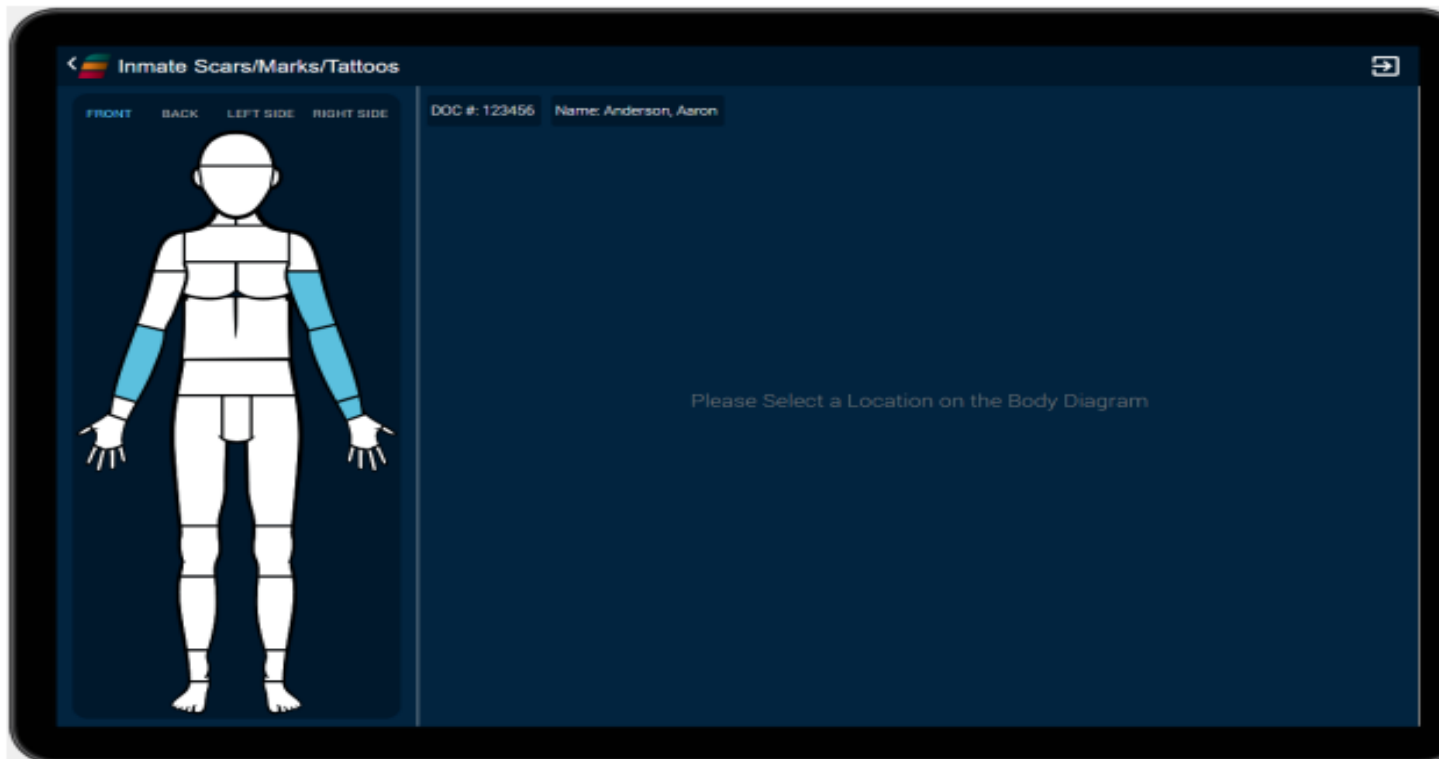 Inmate Scars/Marks/Tattoos
FRONT BACK LEFT SIDE RIGHT SIDE
DOC #: 123456 Name: Anderson, Aaron
Please Select a Location on the Body Diagram